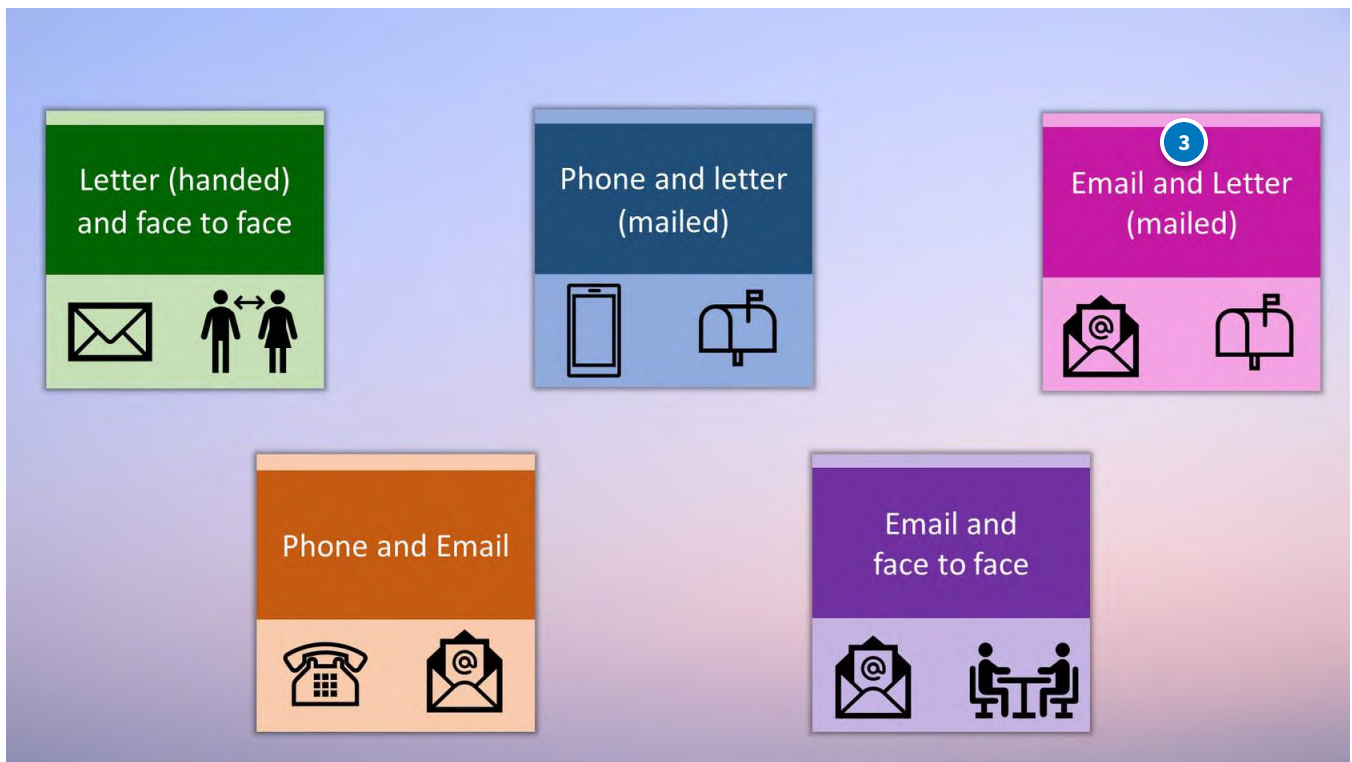 Letter (handed)
and face to face
Phone and letter
(mailed)
3
Email and Letter
(mailed)
@
Phone and Email
@
Email and
face to face
@